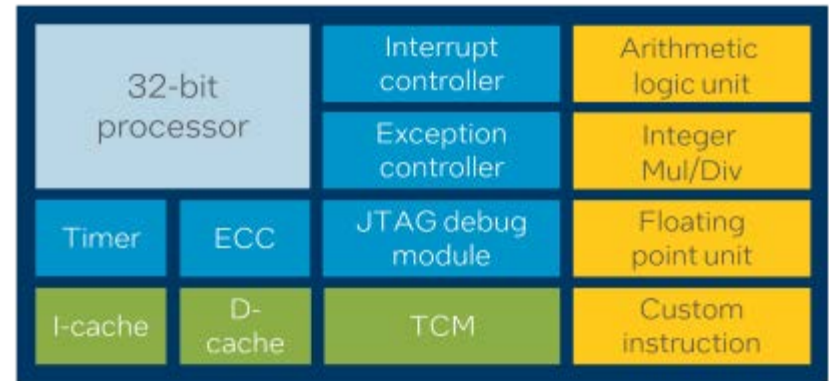 32-bit
processor
Interrupt
controller
Arithmetic
logic unit
Exception
controller
Integer
Mul/Div
Timer
ECC
JTAG debug
module
Floating
point unit
I-cache
D-
cache
TCM
Custom
instruction